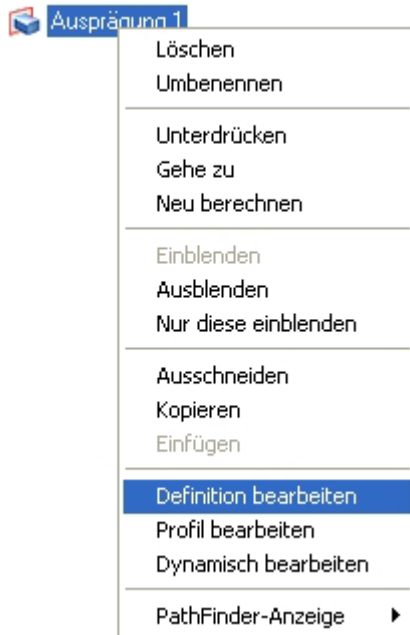 Ausprägung 1
Löschen
Umbenennen
Unterdrücken
Gehe zu
Neu berechnen
Einblenden
Ausblenden
Nur diese einblenden
Ausschneiden
Kopieren
Einfügen
Definition bearbeiten
Profil bearbeiten
Dynamisch bearbeiten
PathFinder-Anzeige